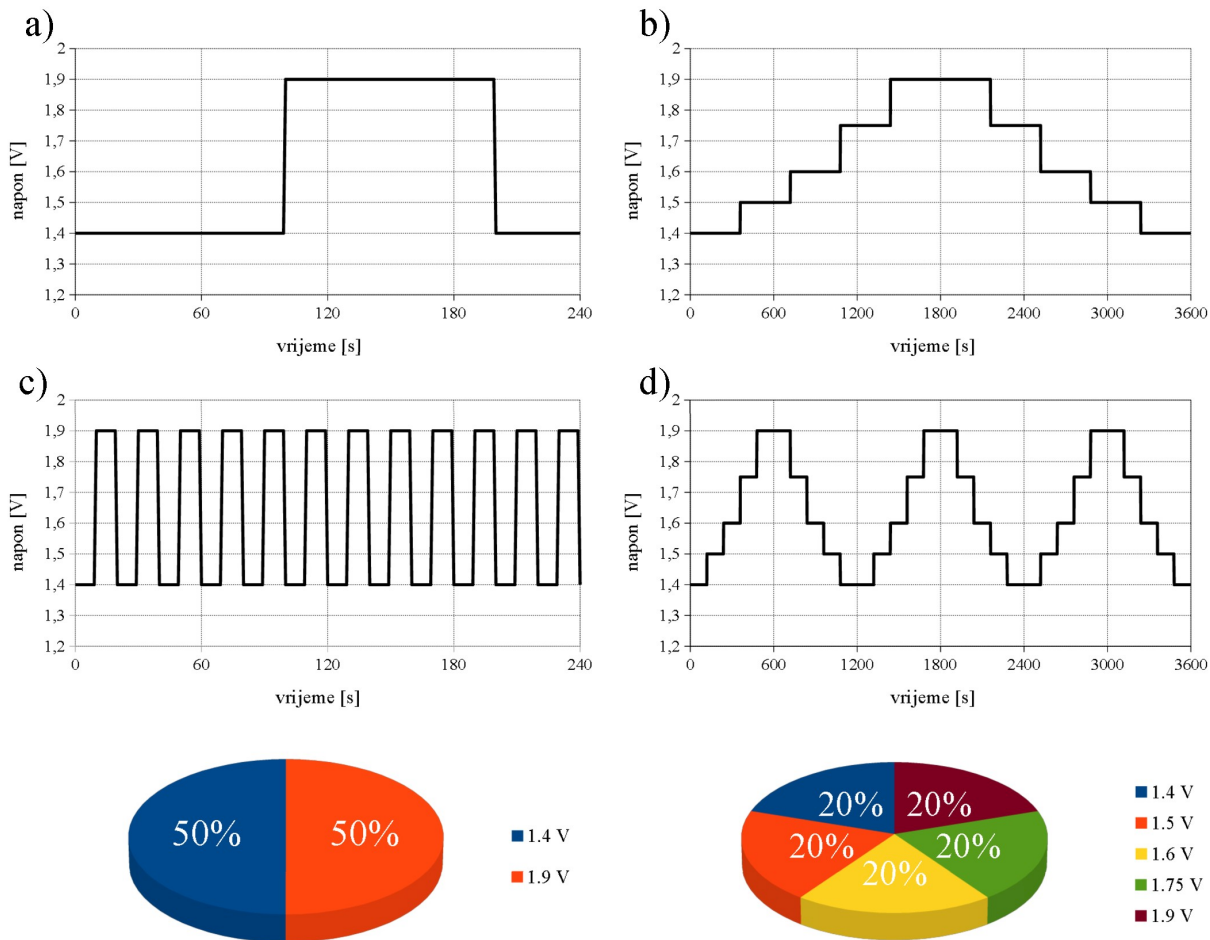 a)
2
1,9
1,8
1,7
1,6
1,5
1,4
1,3
1,2
napon [V]
0 60 120 180 240
vrijeme [s]
b)
2
1,9
1,8
1,7
1,6
1,5
1,4
1,3
1,2
napon [V]
0 600 1200 1800 2400 3000 3600
vrijeme [s]
c)
2
1,9
1,8
1,7
1,6
1,5
1,4
1,3
1,2
napon [V]
0 60 120 180 240
vrijeme [s]
d)
2
1,9
1,8
1,7
1,6
1,5
1,4
1,3
1,2
napon [V]
0 600 1200 1800 2400 3000 3600
vrijeme [s]
50% 50%
1.4 V
1.9 V
20% 20%
20% 20%
20%
1.4 V
1.5 V
1.6 V
1.75 V
1.9 V